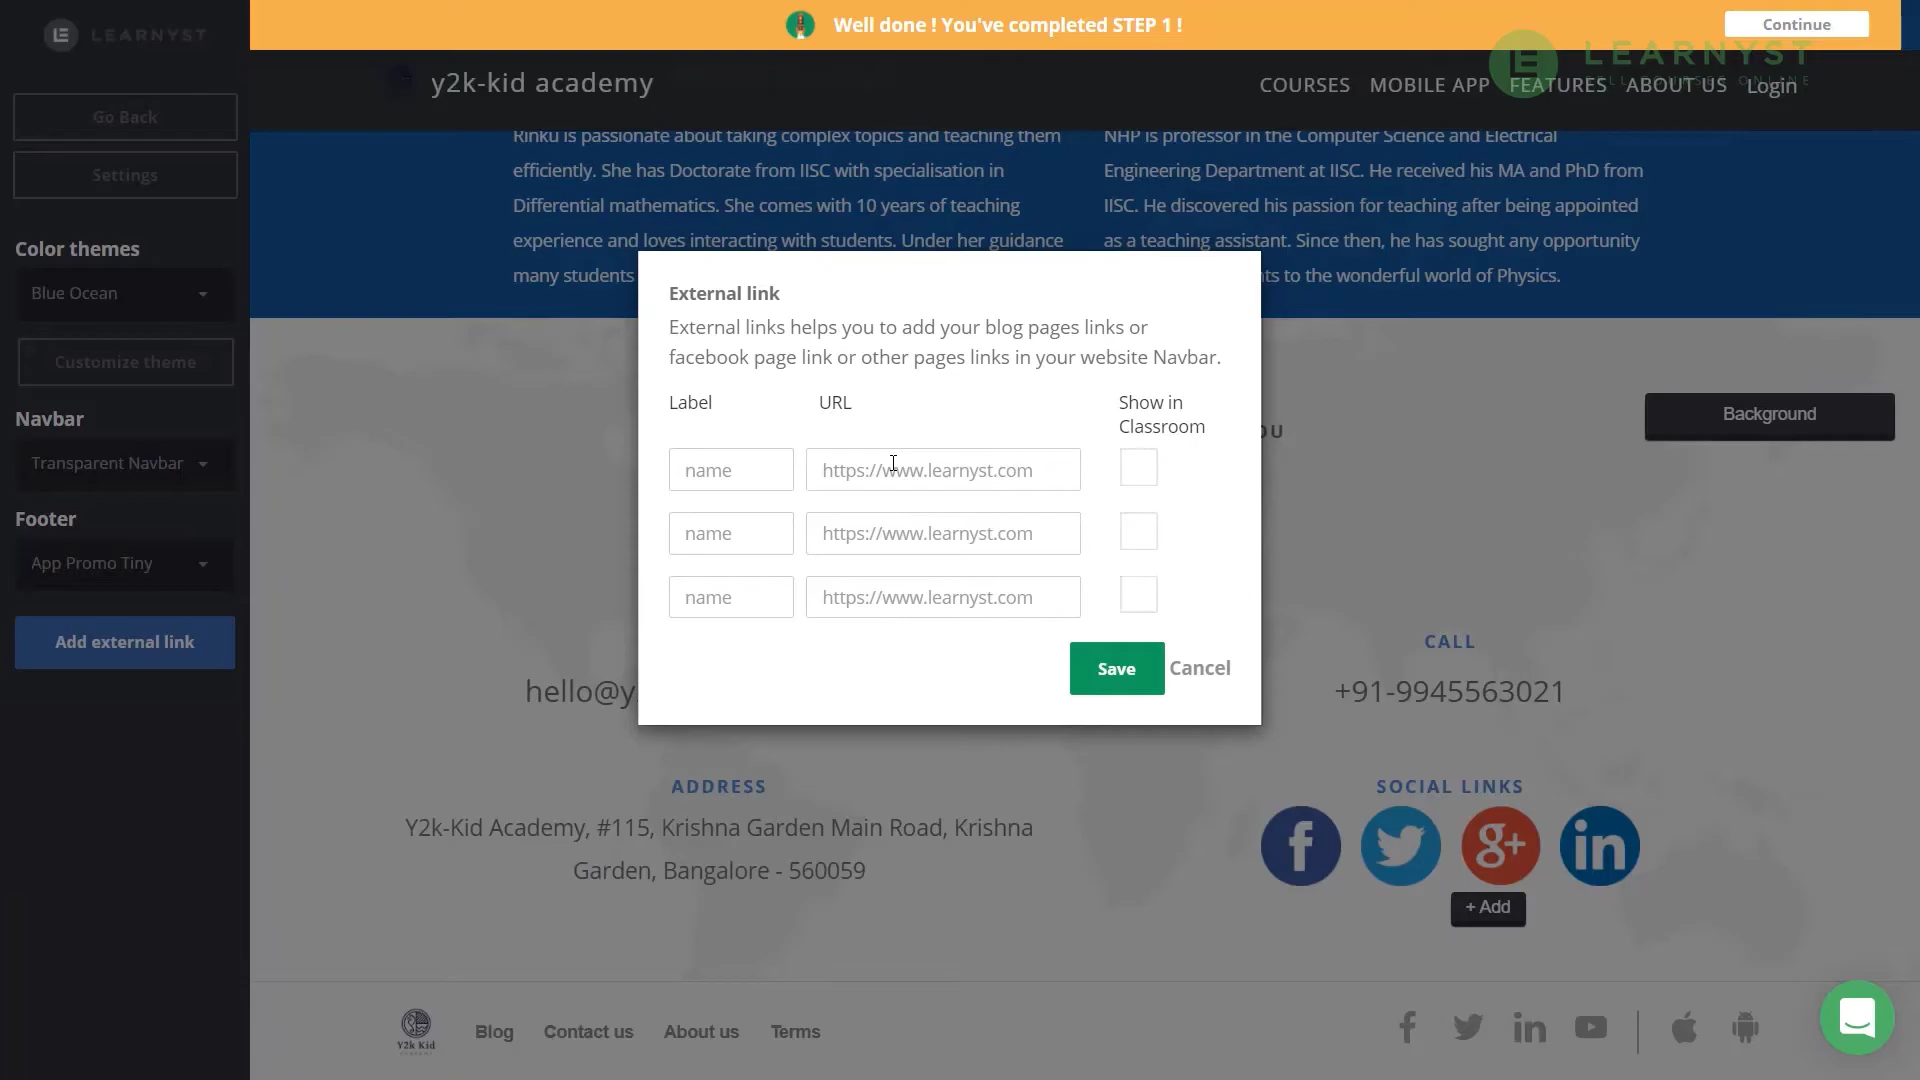 LEARNYST
Well done ! You've completed STEP 1 !
Continue
LEARNYST
SELL COURSES ONLINE
y2k-kid academy
COURSES
MOBILE APP
FEATURES
ABOUT US
Login
Go Back
Settings
Color themes
Blue Ocean
Customize theme
Navbar
Transparent Navbar
Footer
App Promo Tiny
Add external link
Rinku is passionate about taking complex topics and teaching them
efficiently. She has Doctorate from IISC with specialisation in
Differential mathematics. She comes with 10 years of teaching
experience and loves interacting with students. Under her guidance
many students
NHP is professor in the Computer Science and Electrical
Engineering Department at IISC. He received his MA and PhD from
IISC. He discovered his passion for teaching after being appointed
as a teaching assistant. Since then, he has sought any opportunity
to the wonderful world of Physics.
External link
External links helps you to add your blog pages links or
facebook page link or other pages links in your website Navbar.
Label
URL
Show in
Classroom
name
https://www.learnyst.com
name
https://www.learnyst.com
name
https://www.learnyst.com
Save
Cancel
Background
hello@y
CALL
+91-9945563021
ADDRESS
Y2k-Kid Academy, #115, Krishna Garden Main Road, Krishna
Garden, Bangalore - 560059
SOCIAL LINKS
+ Add
Y2k Kid
Blog
Contact us
About us
Terms